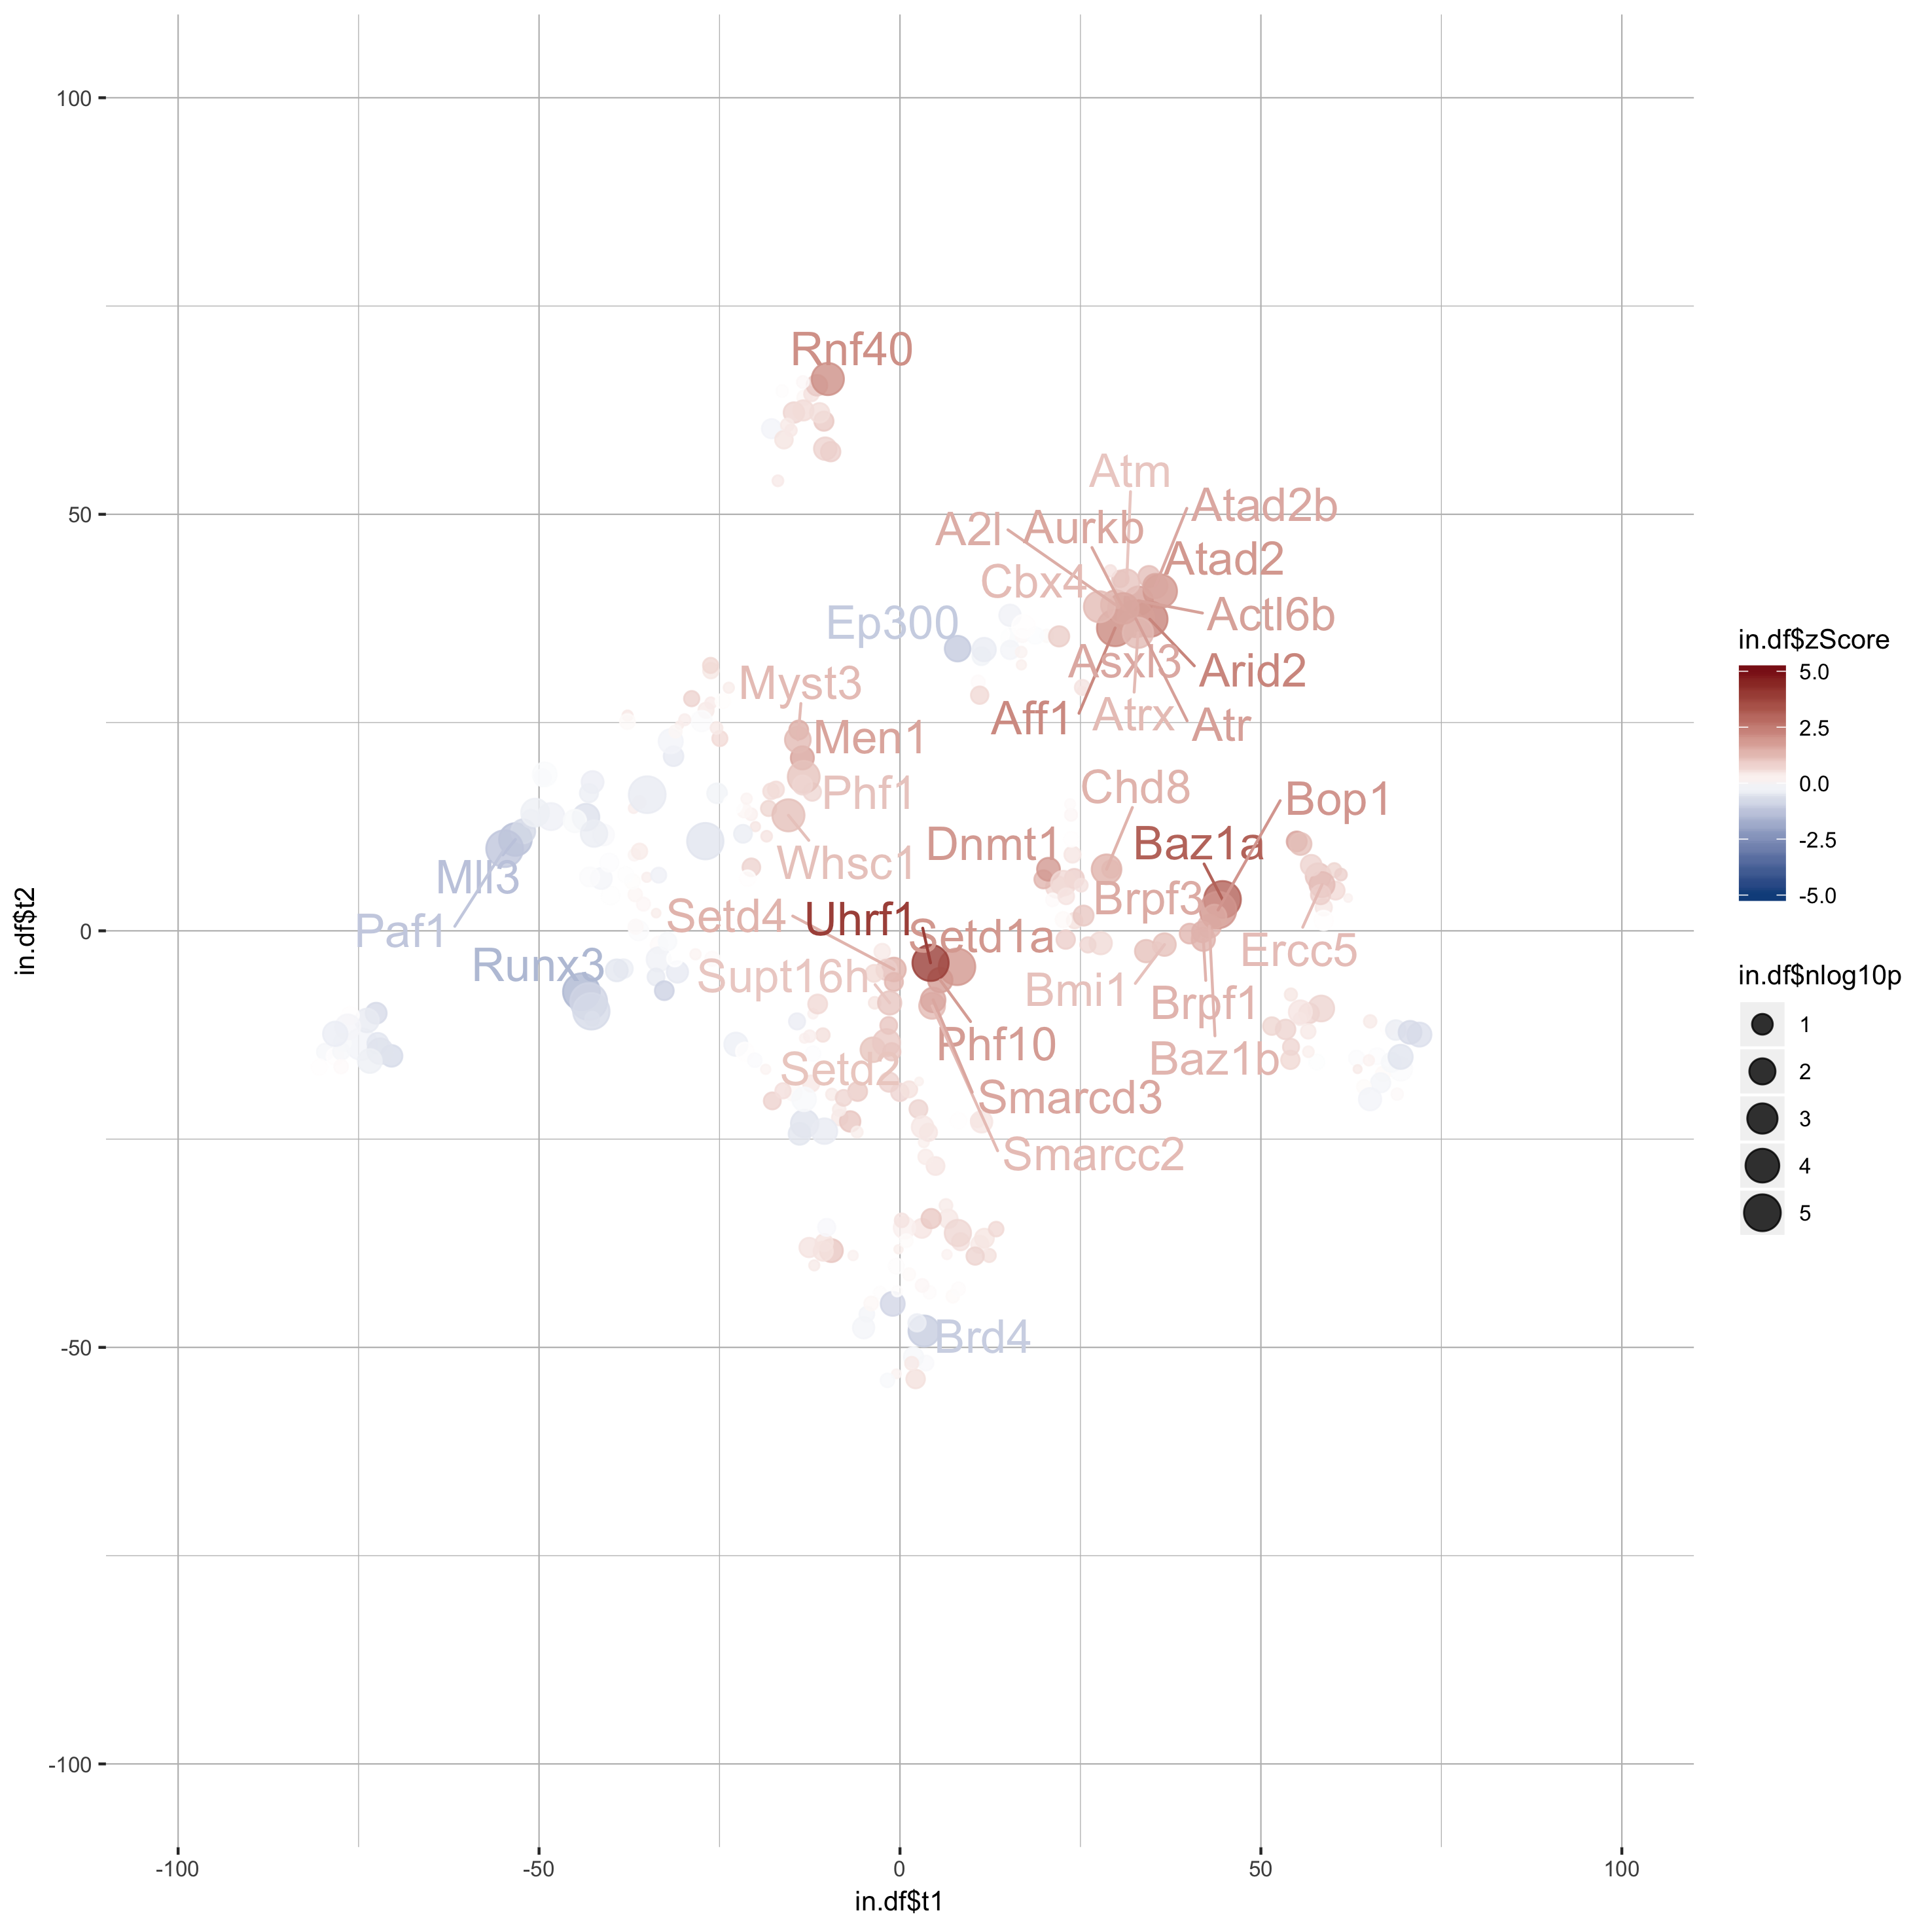 100
50
0
-50
-100
in.df$t2
Rnf40
Atm
Atad2b
A2l
Aurkb
Atad2
Cbx4
Actl6b
Ep300
Asxl3
Arid2
Myst3
Aff1
Atrx
Atr
Men1
Phf1
Chd8
Bop1
Dnmt1
Baz1a
Whsc1
Mll3
Brpf3
Setd4
Uhrf1
Setd1a
Paf1
Ercc5
Runx3
Supt16h
Bmi1
Brpf1
Phf10
Baz1b
Setd2
Smarcd3
Smarcc2
Brd4
-100
-50
0
50
100
in.df$t1
in.df$zScore
5.0
2.5
0.0
-2.5
-5.0
in.df$nlog10p
1
2
3
4
5